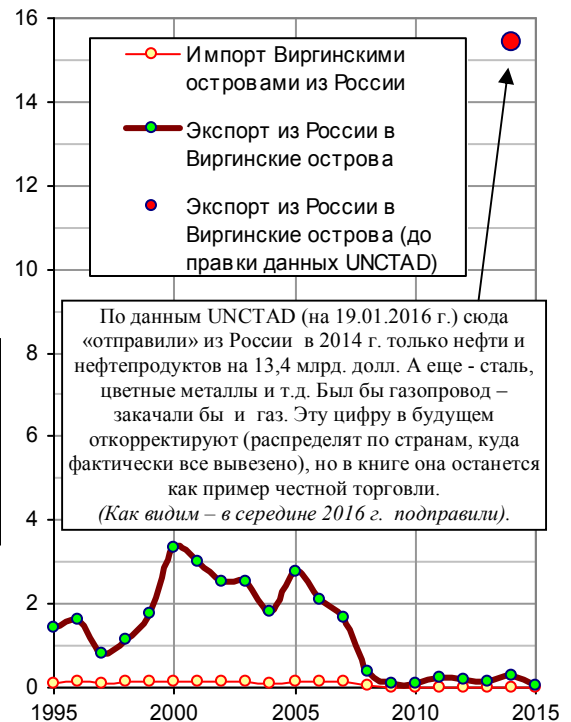 16
14
12
10
8
6
4
2
0
Импорт Виргинскими
островами из России
Экспорт из России в
Виргинские острова
Экспорт из России в
Виргинские острова (до
правки данных UNCTAD)
По данным UNCTAD (на 19.01.2016 г.) сюда
«отправили» из России в 2014 г. только нефти и
нефтепродуктов на 13,4 млрд. долл. А еще - сталь,
цветные металлы и т.д. Был бы газопровод –
закачали бы и газ. Эту цифру в будущем
откорректируют (распределят по странам, куда
фактически все вывезено), но в книге она останется
как пример честной торговли.
(Как видим – в середине 2016 г. подправили).
1995 2000 2005 2010 2015